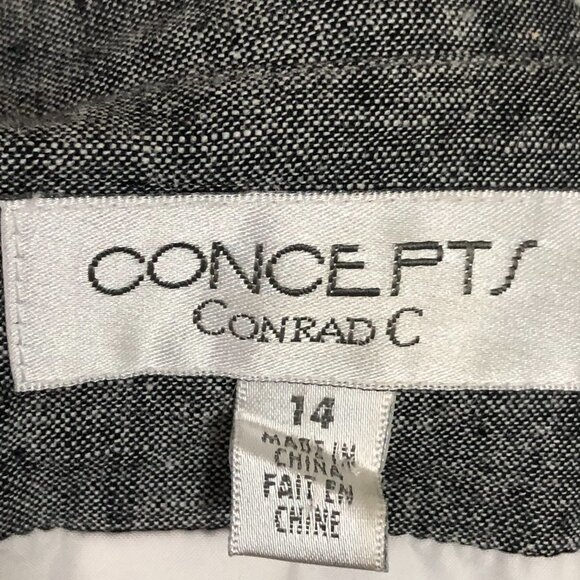 CONCEPTS
CONRAD C
14
MADE IN
CHINA
FAIT EN
CHINE